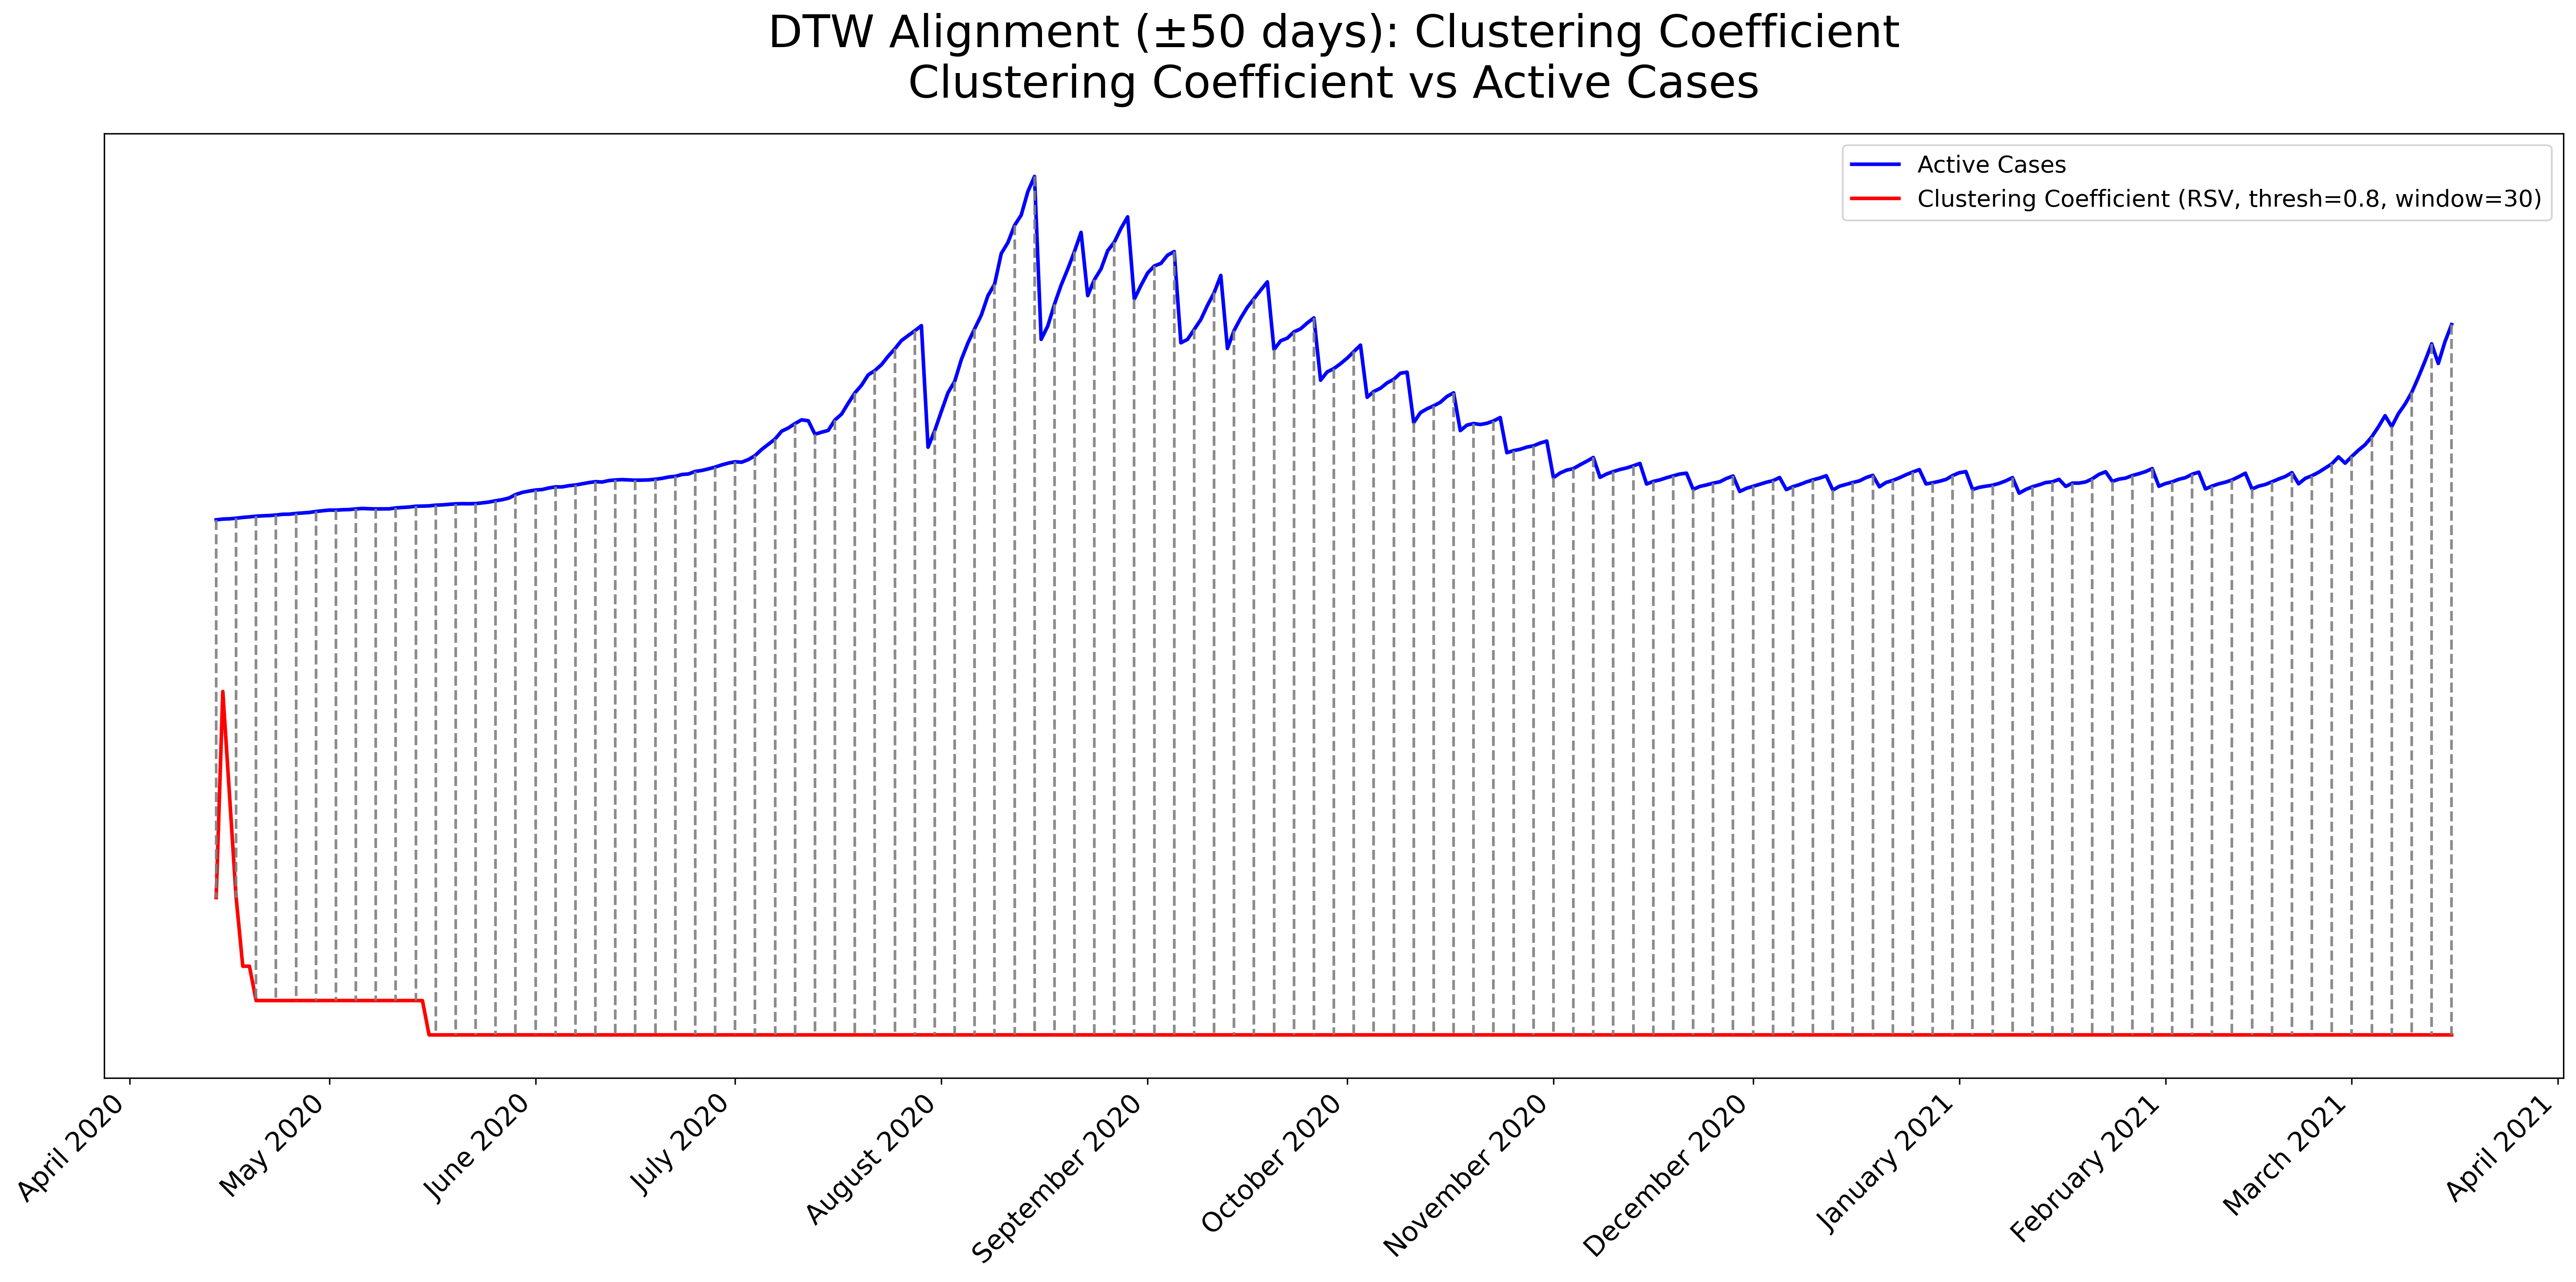 DTW Alignment (±50 days): Clustering Coefficient
Clustering Coefficient vs Active Cases
Active Cases
Clustering Coefficient (RSV, thresh=0.8, window=30)
April 2020
May 2020
June 2020
July 2020
August 2020
September 2020
October 2020
November 2020
December 2020
January 2021
February 2021
March 2021
April 2021